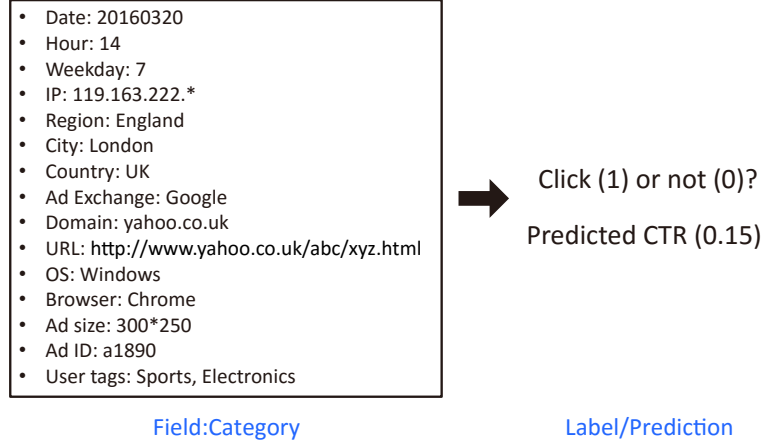 • Date: 20160320
• Hour: 14
• Weekday: 7
• IP: 119.163.222.*
• Region: England
• City: London
• Country: UK
• Ad Exchange: Google
• Domain: yahoo.co.uk
• URL: http://www.yahoo.co.uk/abc/xyz.html
• OS: Windows
• Browser: Chrome
• Ad size: 300*250
• Ad ID: a1890
• User tags: Sports, Electronics
Click (1) or not (0)?
Predicted CTR (0.15)
Field:Category
Label/Prediction